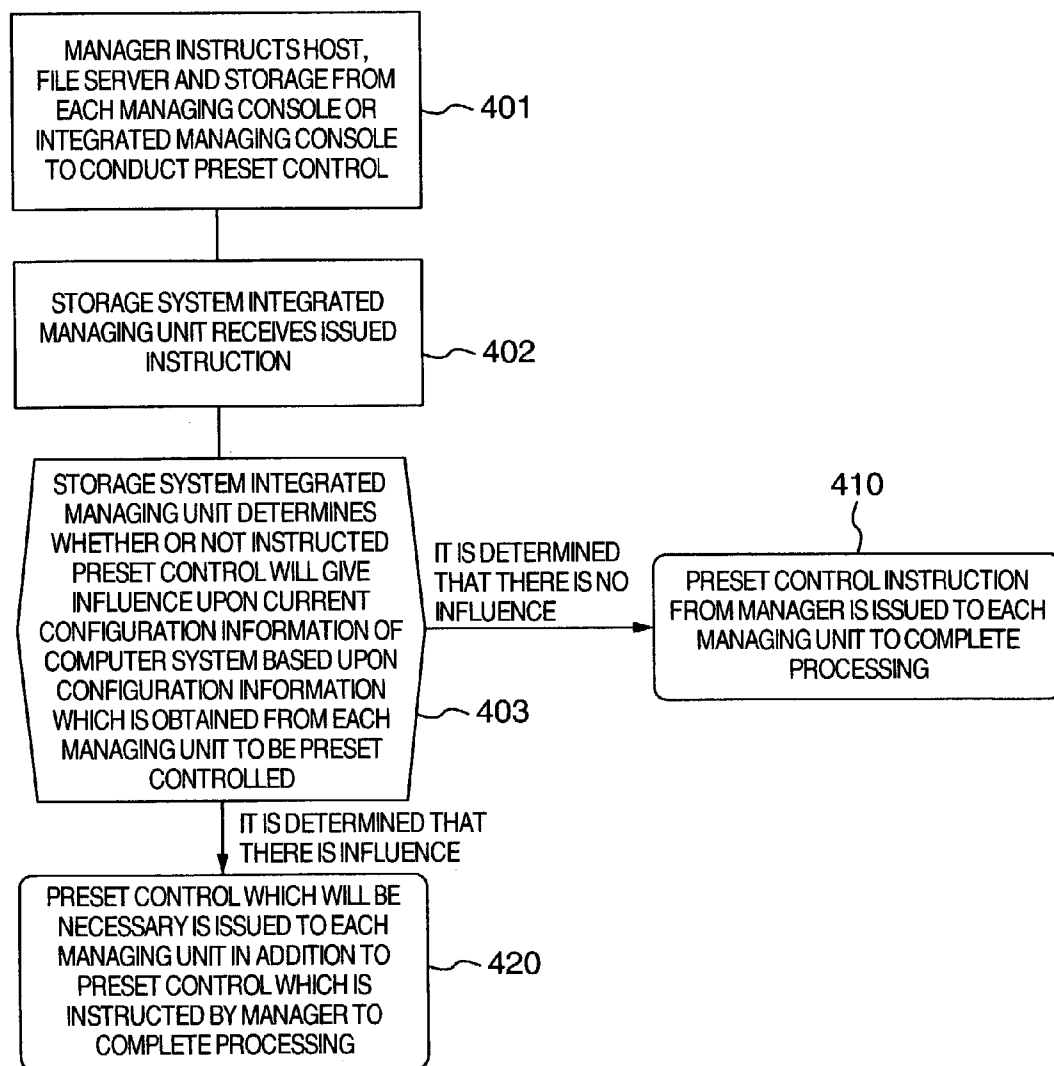 MANAGER INSTRUCTS HOST,
FILE SERVER AND STORAGE FROM
EACH MANAGING CONSOLE OR
INTEGRATED MANAGING CONSOLE
TO CONDUCT PRESET CONTROL
401
STORAGE SYSTEM INTEGRATED
MANAGING UNIT RECEIVES ISSUED
INSTRUCTION
402
STORAGE SYSTEM INTEGRATED
MANAGING UNIT DETERMINES
WHETHER OR NOT INSTRUCTED
PRESET CONTROL WILL GIVE
INFLUENCE UPON CURRENT
CONFIGURATION INFORMATION OF
COMPUTER SYSTEM BASED UPON
CONFIGURATION INFORMATION
WHICH IS OBTAINED FROM EACH
MANAGING UNIT TO BE PRESET
CONTROLLED
403
IT IS DETERMINED
THAT THERE IS NO
INFLUENCE
410
PRESET CONTROL INSTRUCTION
FROM MANAGER IS ISSUED TO EACH
MANAGING UNIT TO COMPLETE
PROCESSING
IT IS DETERMINED THAT
THERE IS INFLUENCE
PRESET CONTROL WHICH WILL BE
NECESSARY IS ISSUED TO EACH
MANAGING UNIT IN ADDITION TO
PRESET CONTROL WHICH IS
INSTRUCTED BY MANAGER TO
COMPLETE PROCESSING
420